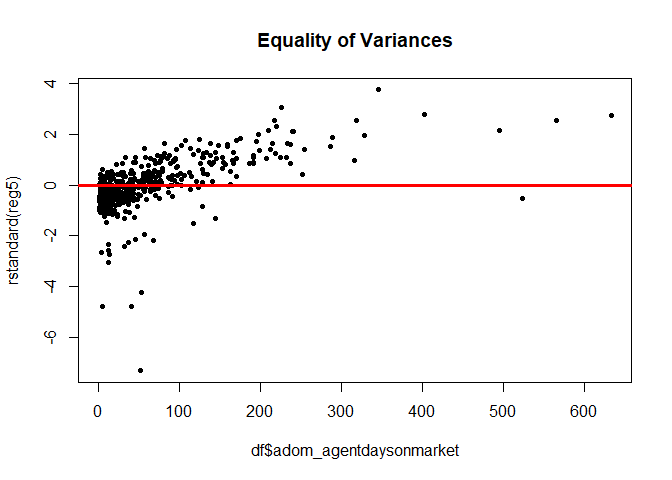 Equality of Variances
4
2
0
-2
-4
-6
rstandard(reg5)
0 100 200 300 400 500 600
df$adom_agentdaysonmarket